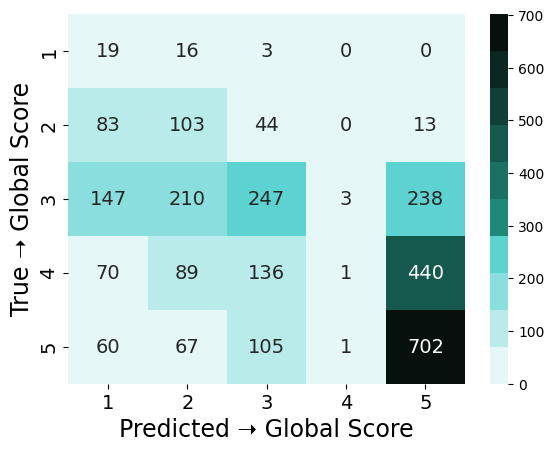 1 19 16 3 0 0
2 83 103 44 0 13
3 147 210 247 3 238
4 70 89 136 1 440
5 60 67 105 1 702
1 2 3 4 5
True → Global Score
Predicted → Global Score
700
600
500
400
300
200
100
0